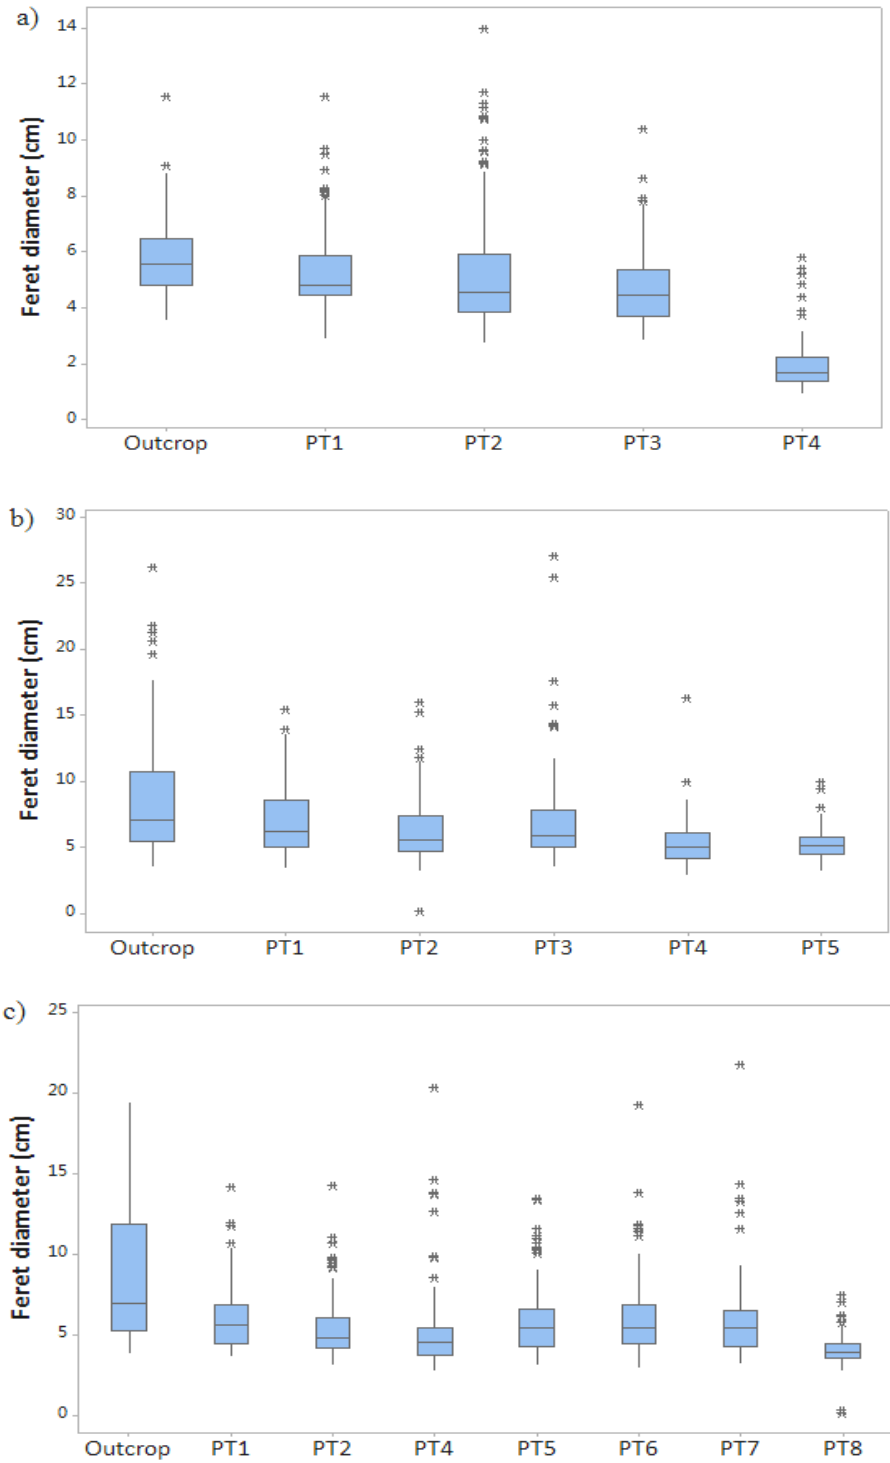 a)
Feret diameter (cm)
14
12
10
8
6
4
2
0
Outcrop PT1 PT2 PT3 PT4
b)
Feret diameter (cm)
30
25
20
15
10
5
0
Outcrop PT1 PT2 PT3 PT4 PT5
c)
Feret diameter (cm)
25
20
15
10
5
0
Outcrop PT1 PT2 PT4 PT5 PT6 PT7 PT8